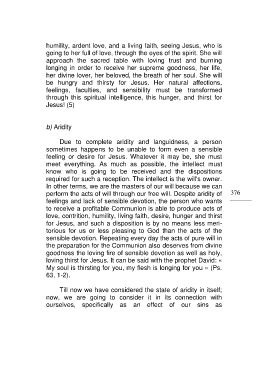 humility, ardent love, and a living faith, seeing Jesus, who is
going to her full of love, through the eyes of the spirit. She will
approach the sacred table with loving trust and burning
longing in order to receive her supreme goodness, her life,
her divine lover, her beloved, the breath of her soul. She will
be hungry and thirsty for Jesus. Her natural affections,
feelings, faculties, and sensibility must be transformed
through this spiritual intelligence, this hunger, and thirst for
Jesus! (5)
b) Aridity
Due to complete aridity and languidness, a person
sometimes happens to be unable to form even a sensible
feeling or desire for Jesus. Whatever it may be, she must
meet everything. As much as possible, the intellect must
know who is going to be received and the dispositions
required for such a reception. The intellect is the will's owner.
In other terms, we are the masters of our will because we can
perform the acts of will through our free will. Despite aridity of
feelings and lack of sensible devotion, the person who wants
to receive a profitable Communion is able to produce acts of
love, contrition, humility, living faith, desire, hunger and thirst
for Jesus, and such a disposition is by no means less meri-
torious for us or less pleasing to God than the acts of the
sensible devotion. Repeating every day the acts of pure will in
the preparation for the Communion also deserves from divine
goodness the loving fire of sensible devotion as well as holy,
loving thirst for Jesus. It can be said with the prophet David: «
My soul is thirsting for you, my flesh is longing for you » (Ps.
63, 1-2).
Till now we have considered the state of aridity in itself;
now, we are going to consider it in its connection with
ourselves, specifically as an effect of our sins as
376